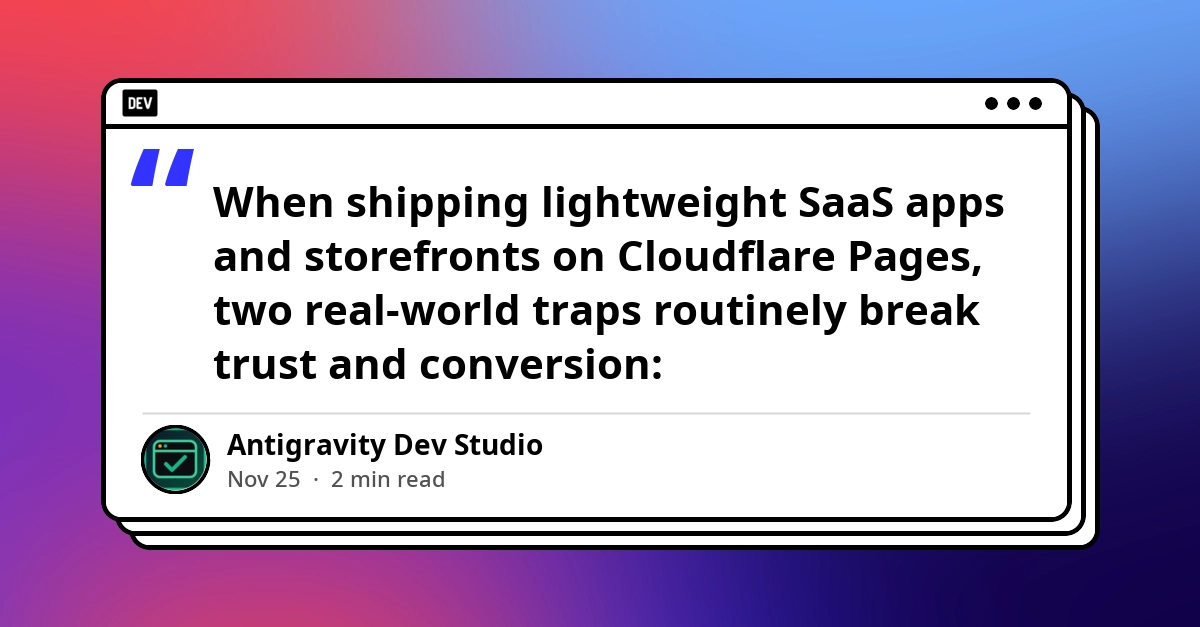 DEV
“
When shipping lightweight SaaS apps
and storefronts on Cloudflare Pages,
two real-world traps routinely break
trust and conversion:
Antigravity Dev Studio
Nov 25 · 2 min read